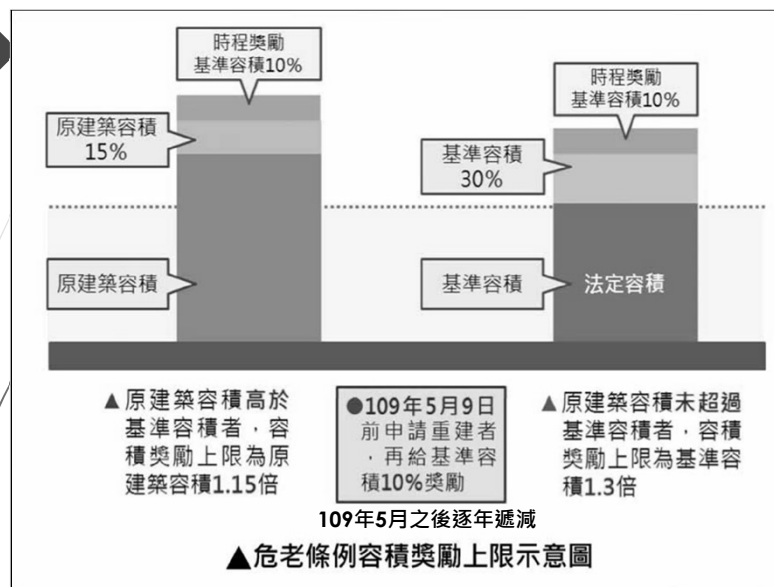 時程獎勵
基準容積10%
原建築容積
15%
原建築容積
時程獎勵
基準容積10%
基準容積
30%
基準容積
法定容積
▲原建築容積高於
基準容積者，容
積獎勵上限為原
建築容積1.15倍
●109年5月9日
前申請重建者
，再給基準容
積10%獎勵
▲原建築容積未超過
基準容積者，容積
獎勵上限為基準容
積1.3倍
109年5月之後逐年遞減
▲危老條例容積獎勵上限示意圖